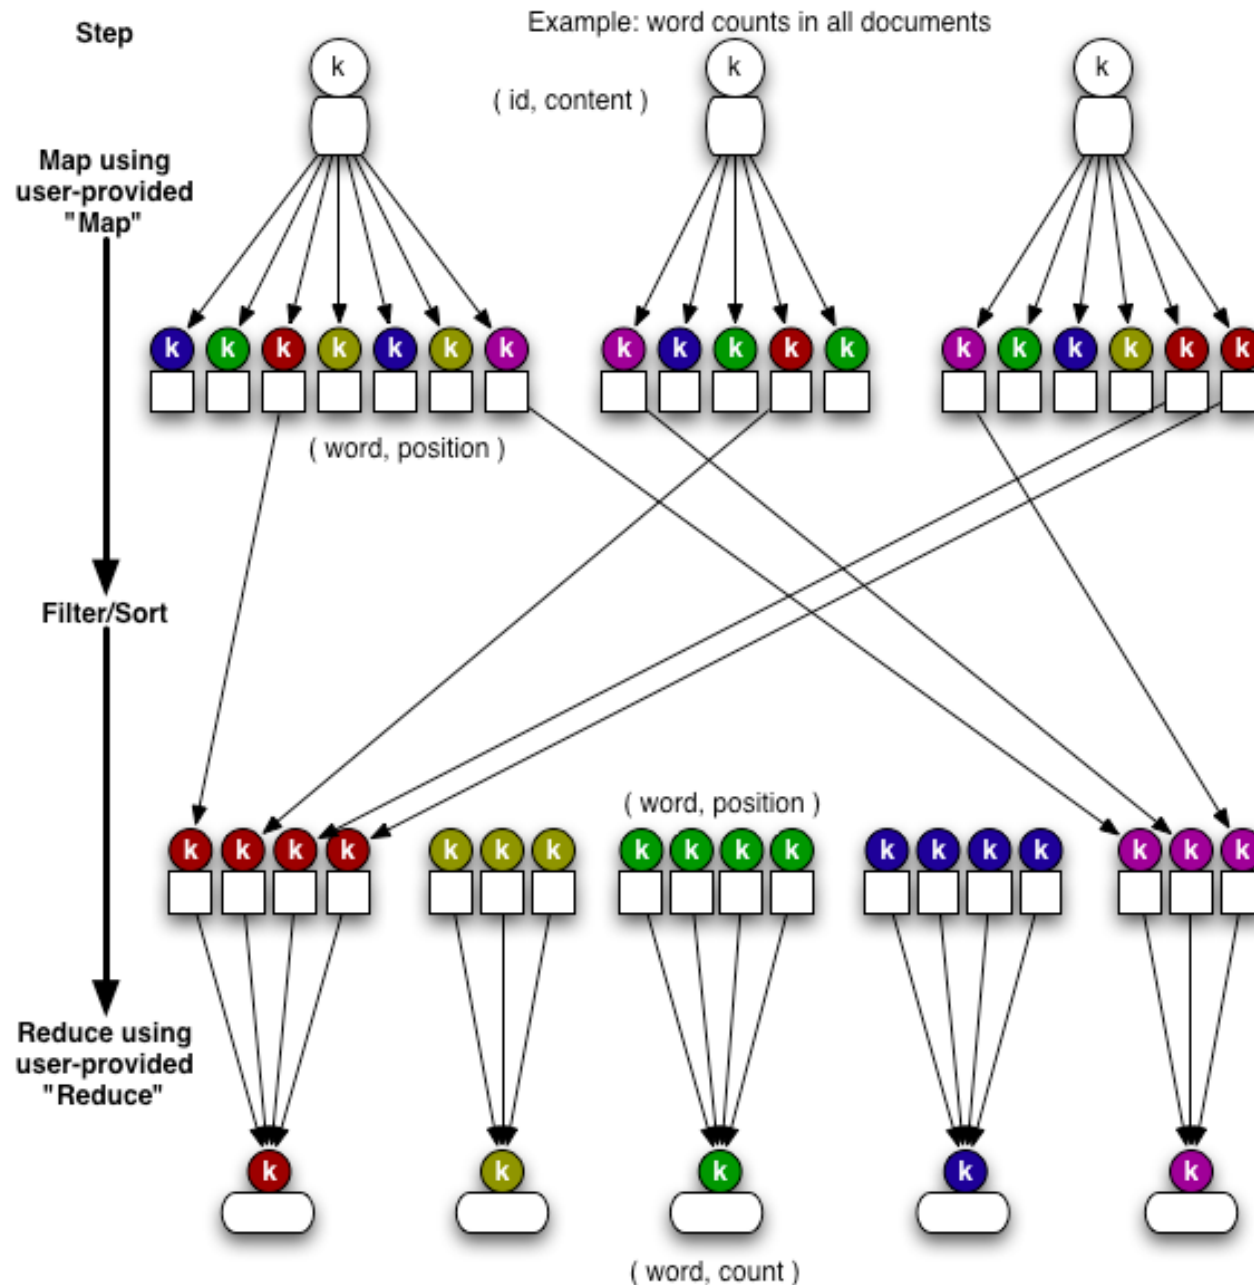 Step
Example: word counts in all documents
k k k
( id, content )
Map using
user-provided
"Map"
k k k k k k k k k k k k k k k k k k
( word, position )
Filter/Sort
( word, position )
k k k k k k k k k k k k k k k k k k
Reduce using
user-provided
"Reduce"
k k k k k
( word, count )